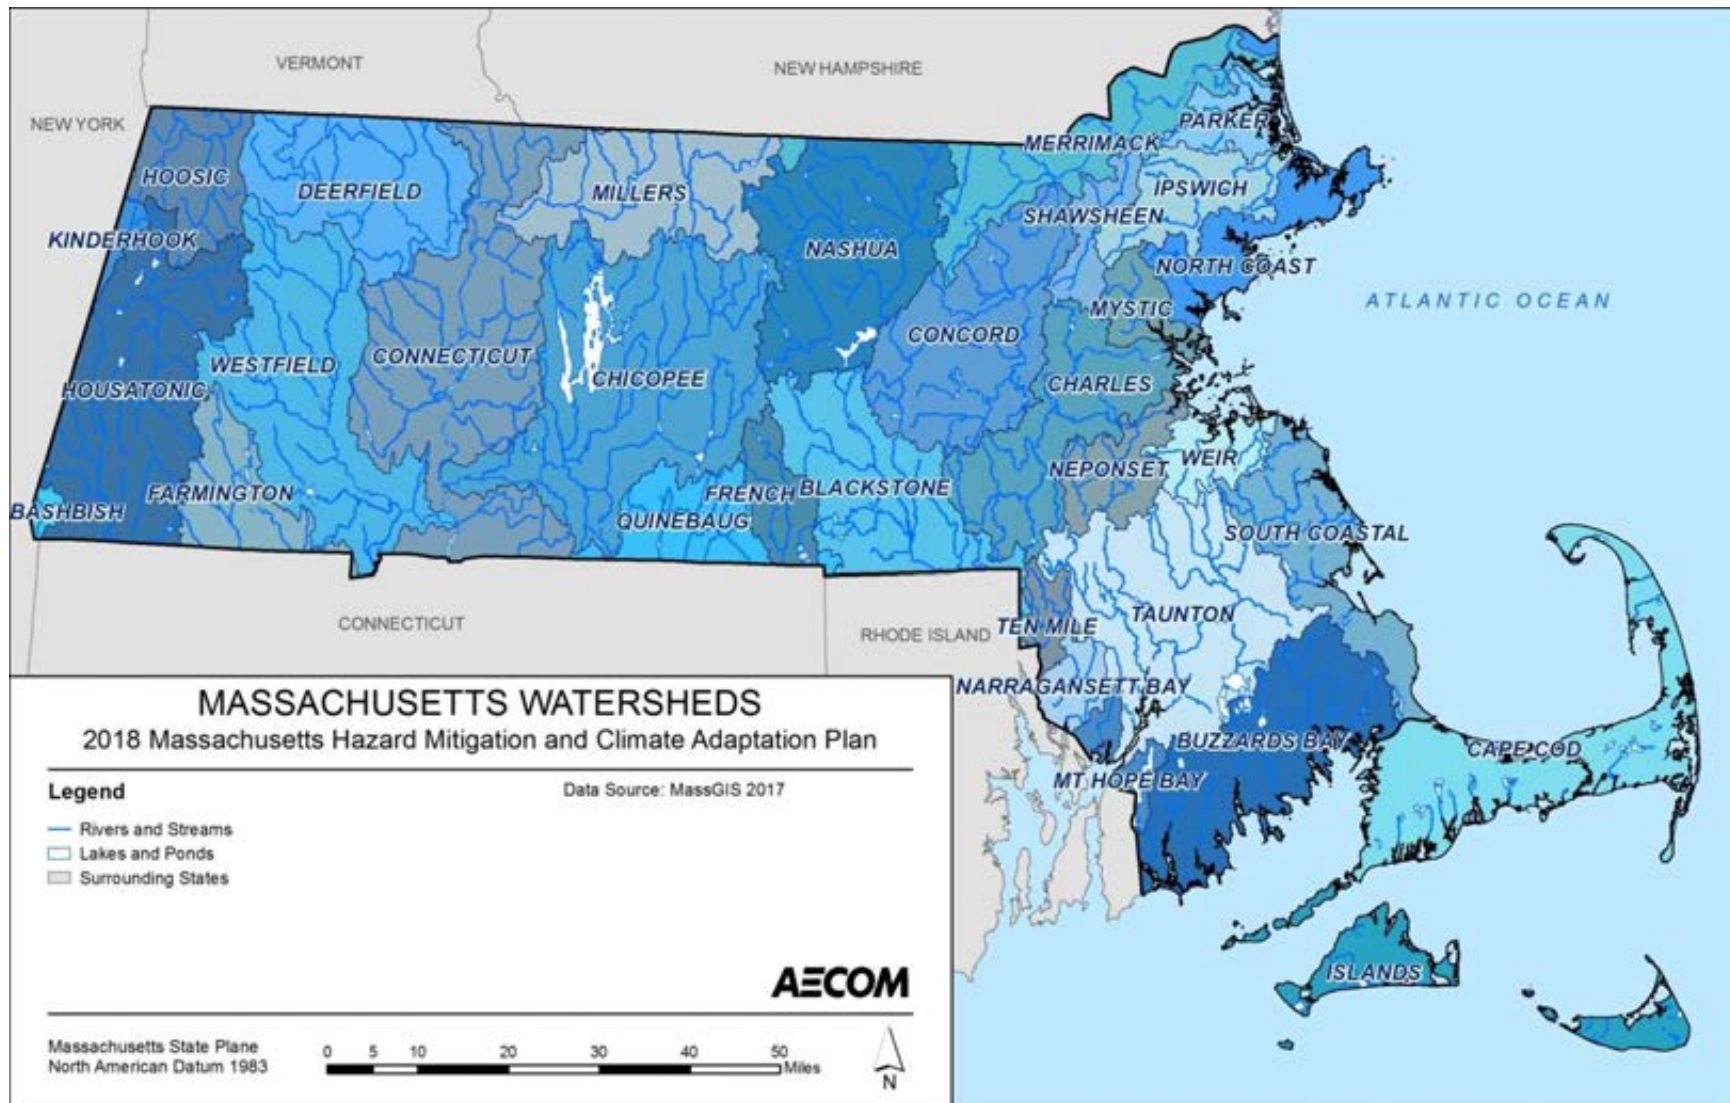 VERMONT
NEW HAMPSHIRE
NEW YORK
PARKER
MERRIMACK
HOOSIC
DEERFIELD
MILLERS
IPSWICH
SHAWSHEEN
KINDERHOOK
NASHUA
NORTH COAST
ATLANTIC OCEAN
MYSTIC
CONCORD
WESTFIELD
CONNECTICUT
CHICOPEE
CHARLES
HOUSATONIC
NEPONSET
WEIR
FARMINGTON
FRENCH
BLACKSTONE
BASHBISH
QUINEBAUG
SOUTH COASTAL
TAUNTON
CONNECTICUT
RHODE ISLAND
TEN MILE
NARRAGANSETT BAY
BUZZARDS BAY
CAPE COD
MT HOPE BAY
ISLANDS
MASSACHUSETTS WATERSHEDS
2018 Massachusetts Hazard Mitigation and Climate Adaptation Plan
Legend
Data Source: MassGIS 2017
Rivers and Streams
Lakes and Ponds
Surrounding States
AECOM
Massachusetts State Plane
North American Datum 1983
0 5 10 20 30 40 50
Miles
N